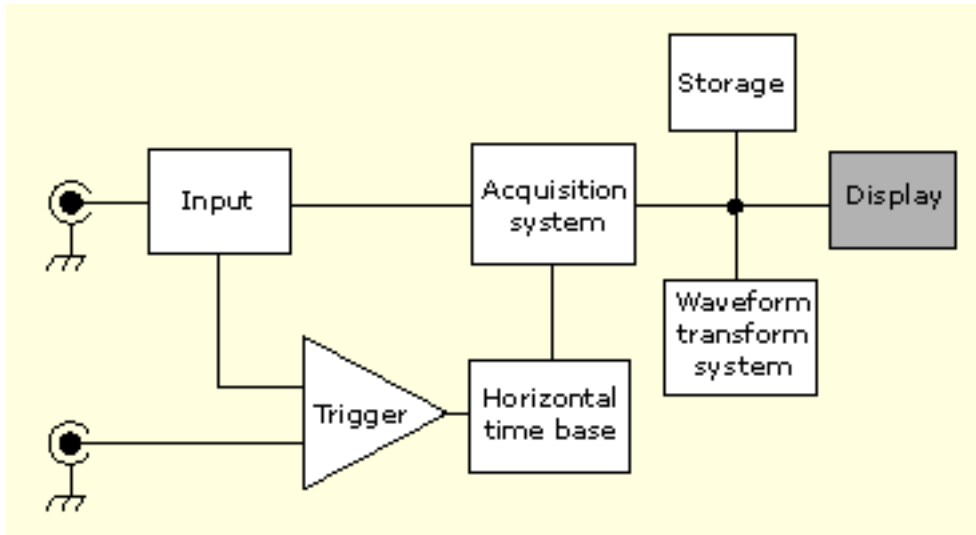 Storage
Input
Acquisition
system
Display
Waveform
transform
system
Trigger
Horizontal
time base